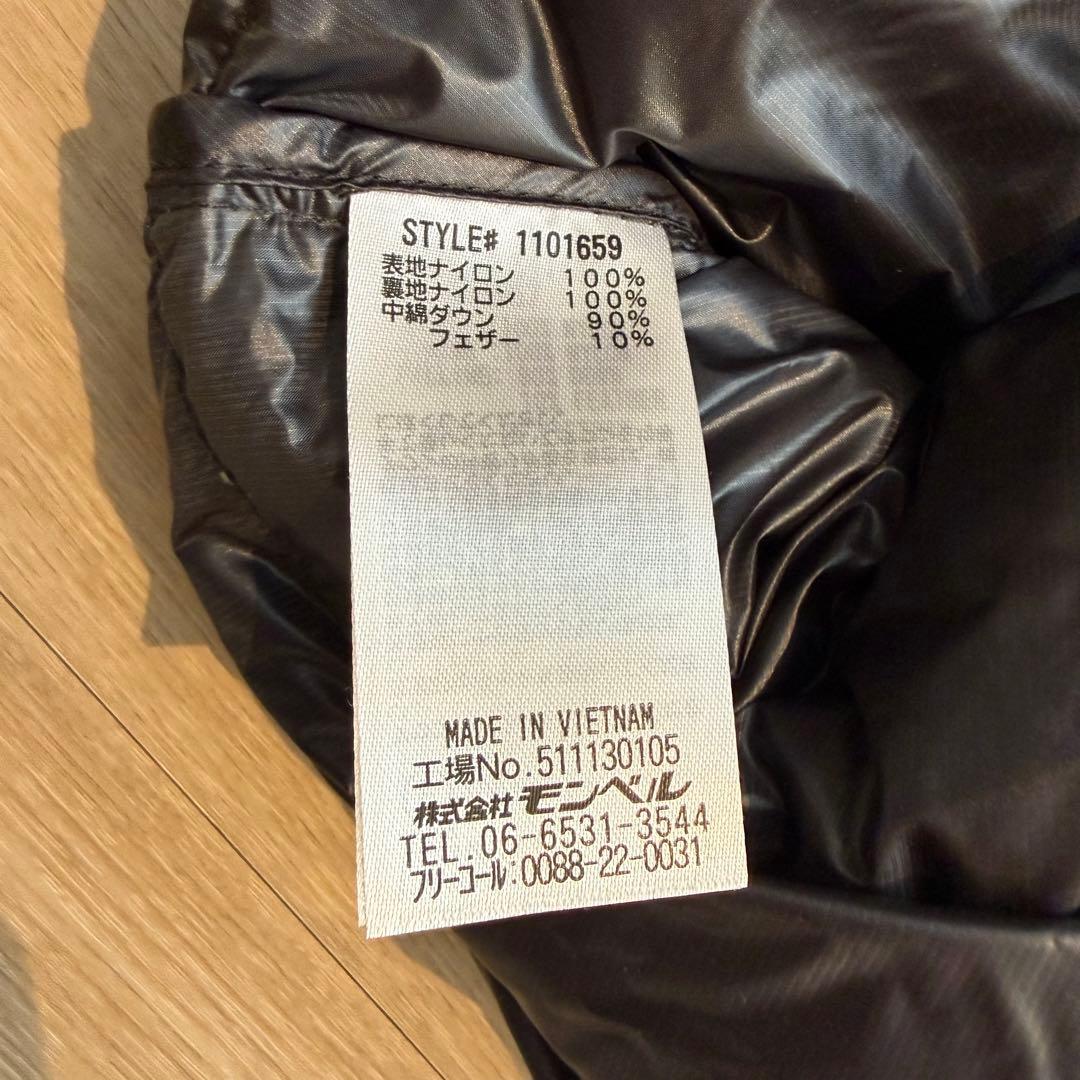 STYLE# 1101659
表地ナイロン 100%
裏地ナイロン 100%
中綿ダウン 90%
フェザー 10%
MADE IN VIETNAM
工場No.511130105
株式会社 モンベル
TEL.06-6531-3544
フリーコール:0088-22-0031